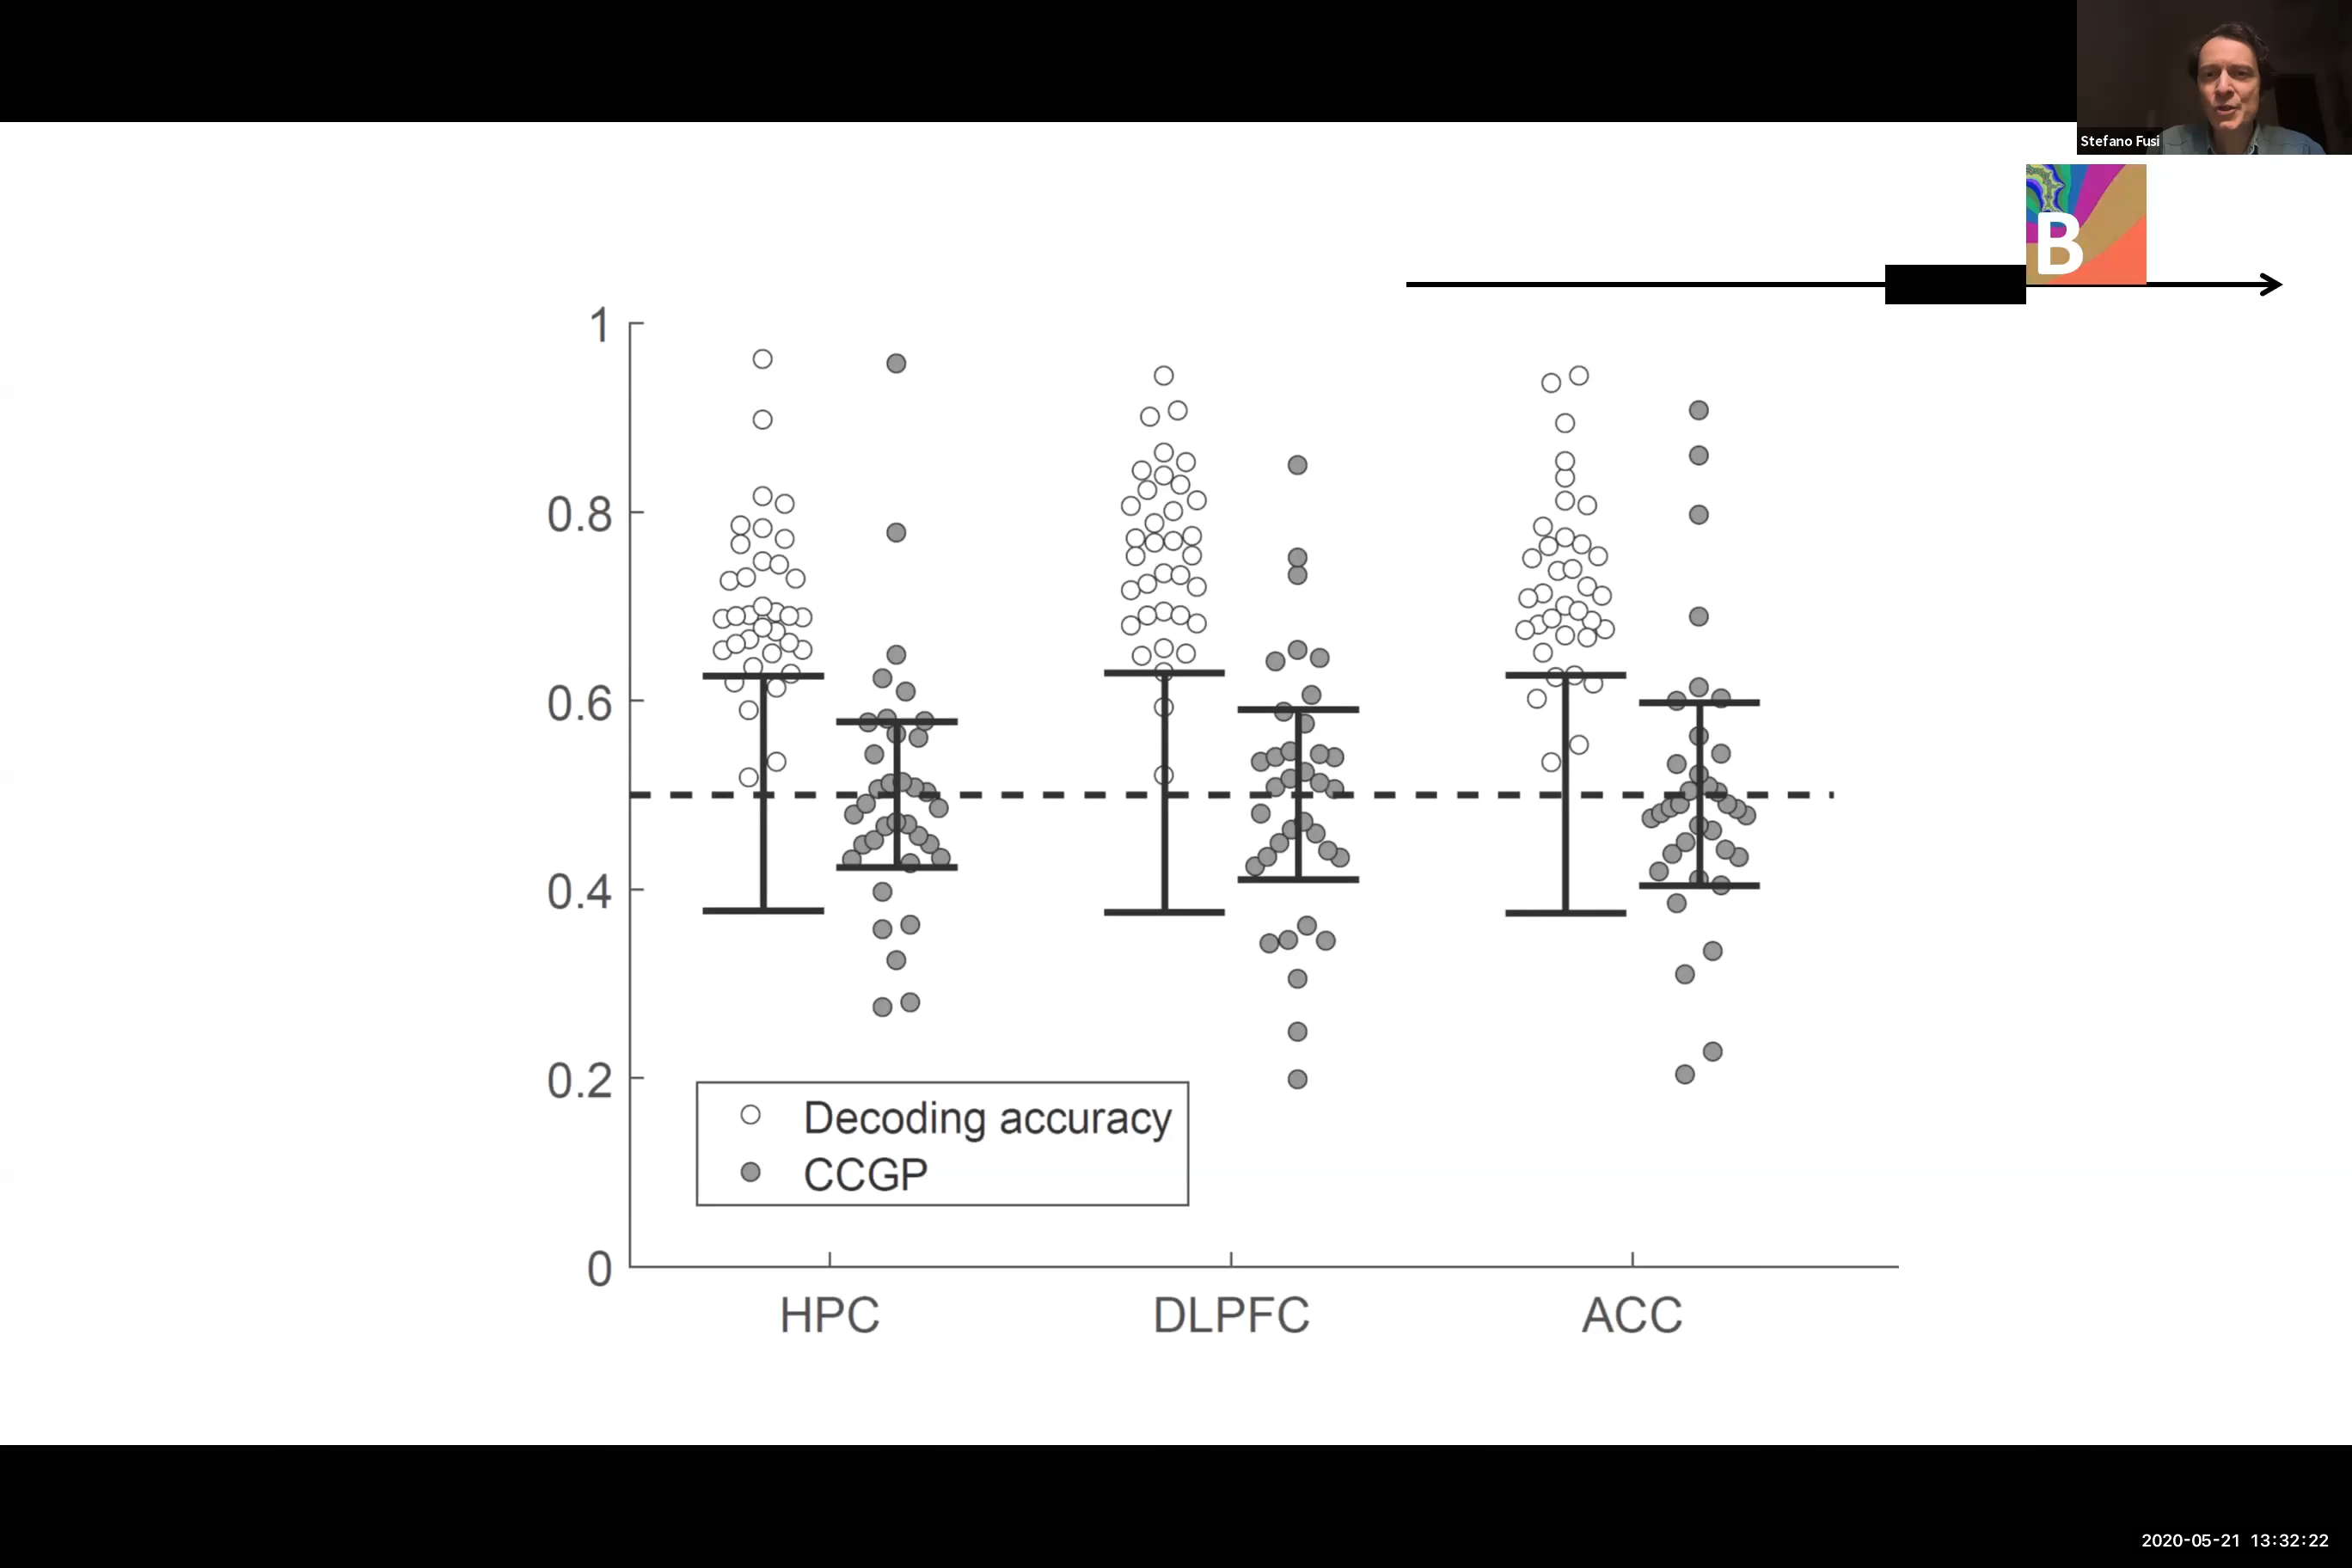 Stefano Fusi
B
1
0.8
0.6
0.4
0.2
0
Decoding accuracy
CCGP
HPC DLPFC ACC
2020-05-21 13:32:22